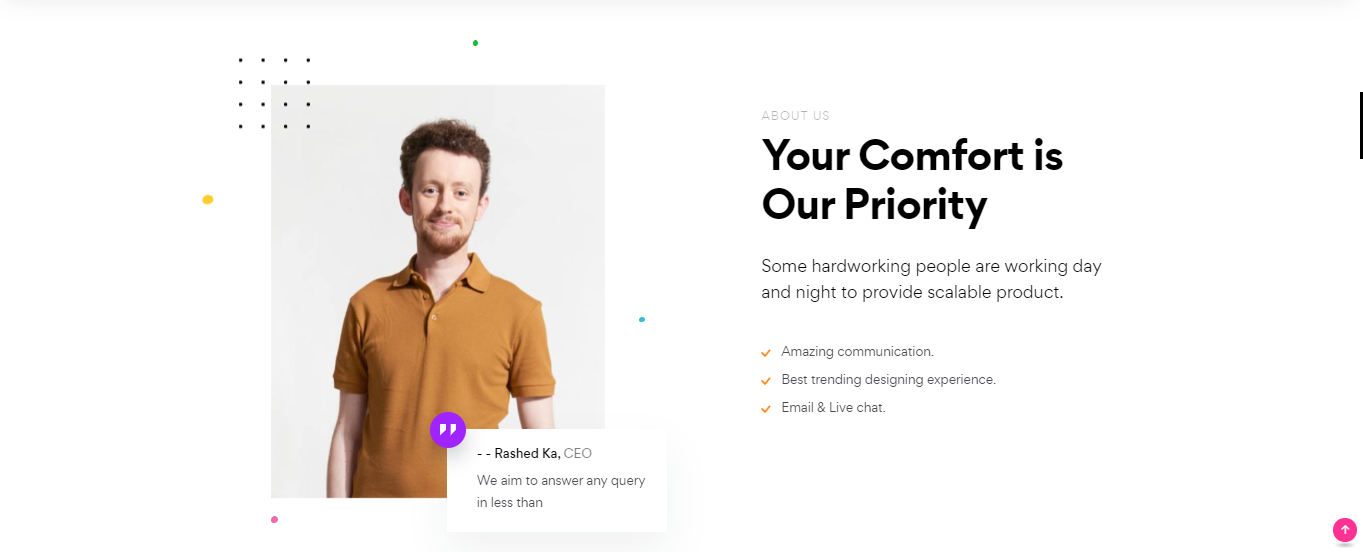 ABOUT US
Your Comfort is
Our Priority
Some hardworking people are working day
and night to provide scalable product.
Amazing communication.
Best trending designing experience.
Email & Live chat.
- - Rashed Ka, CEO
We aim to answer any query
in less than